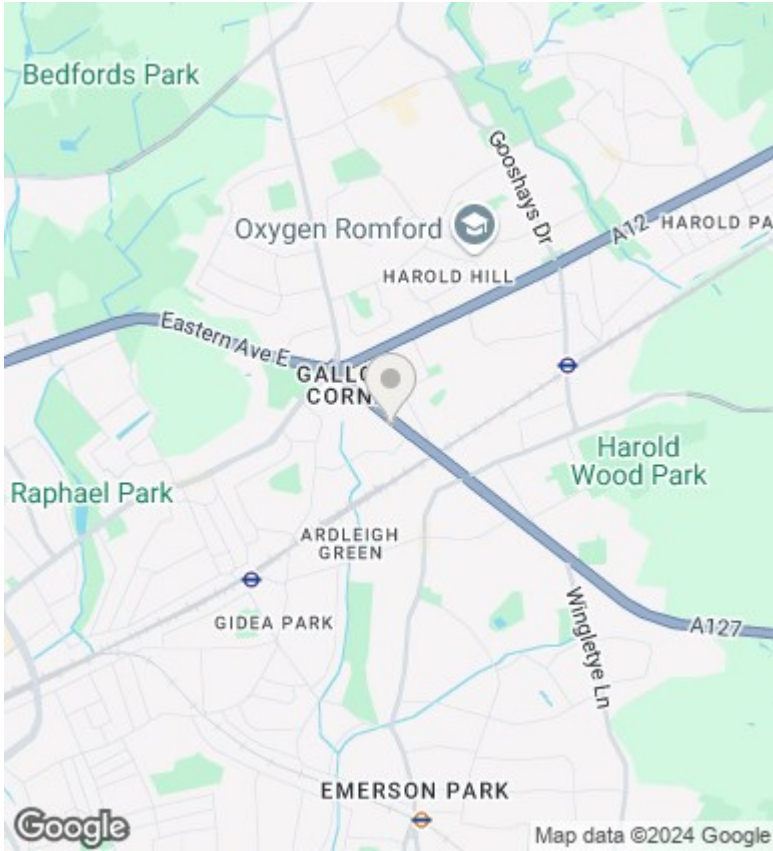 Bedfords Park
Gooshays Dr
Oxygen Romford
A12
HAROLD PA
HAROLD HILL
Eastern Ave E
GALLO
CORN
Harold
Wood Park
Raphael Park
ARDLEIGH
GREEN
GIDEA PARK
Wingletye Ln
A127
EMERSON PARK
Google
Map data ©2024 Google